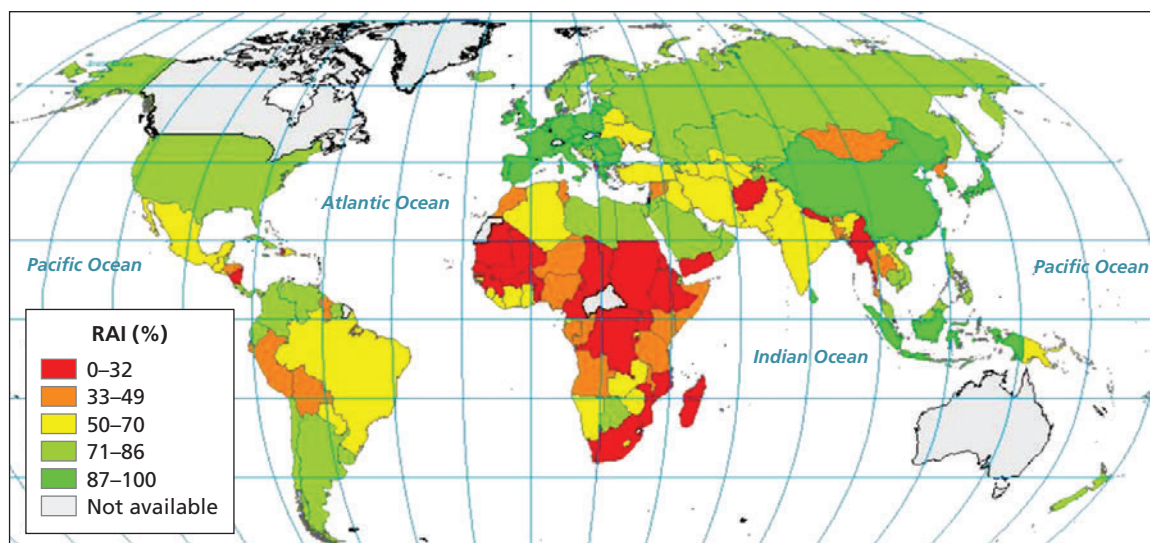 Atlantic Ocean
Pacific Ocean
Pacific Ocean
Indian Ocean
RAI (%)
0–32
33–49
50–70
71–86
87–100
Not available